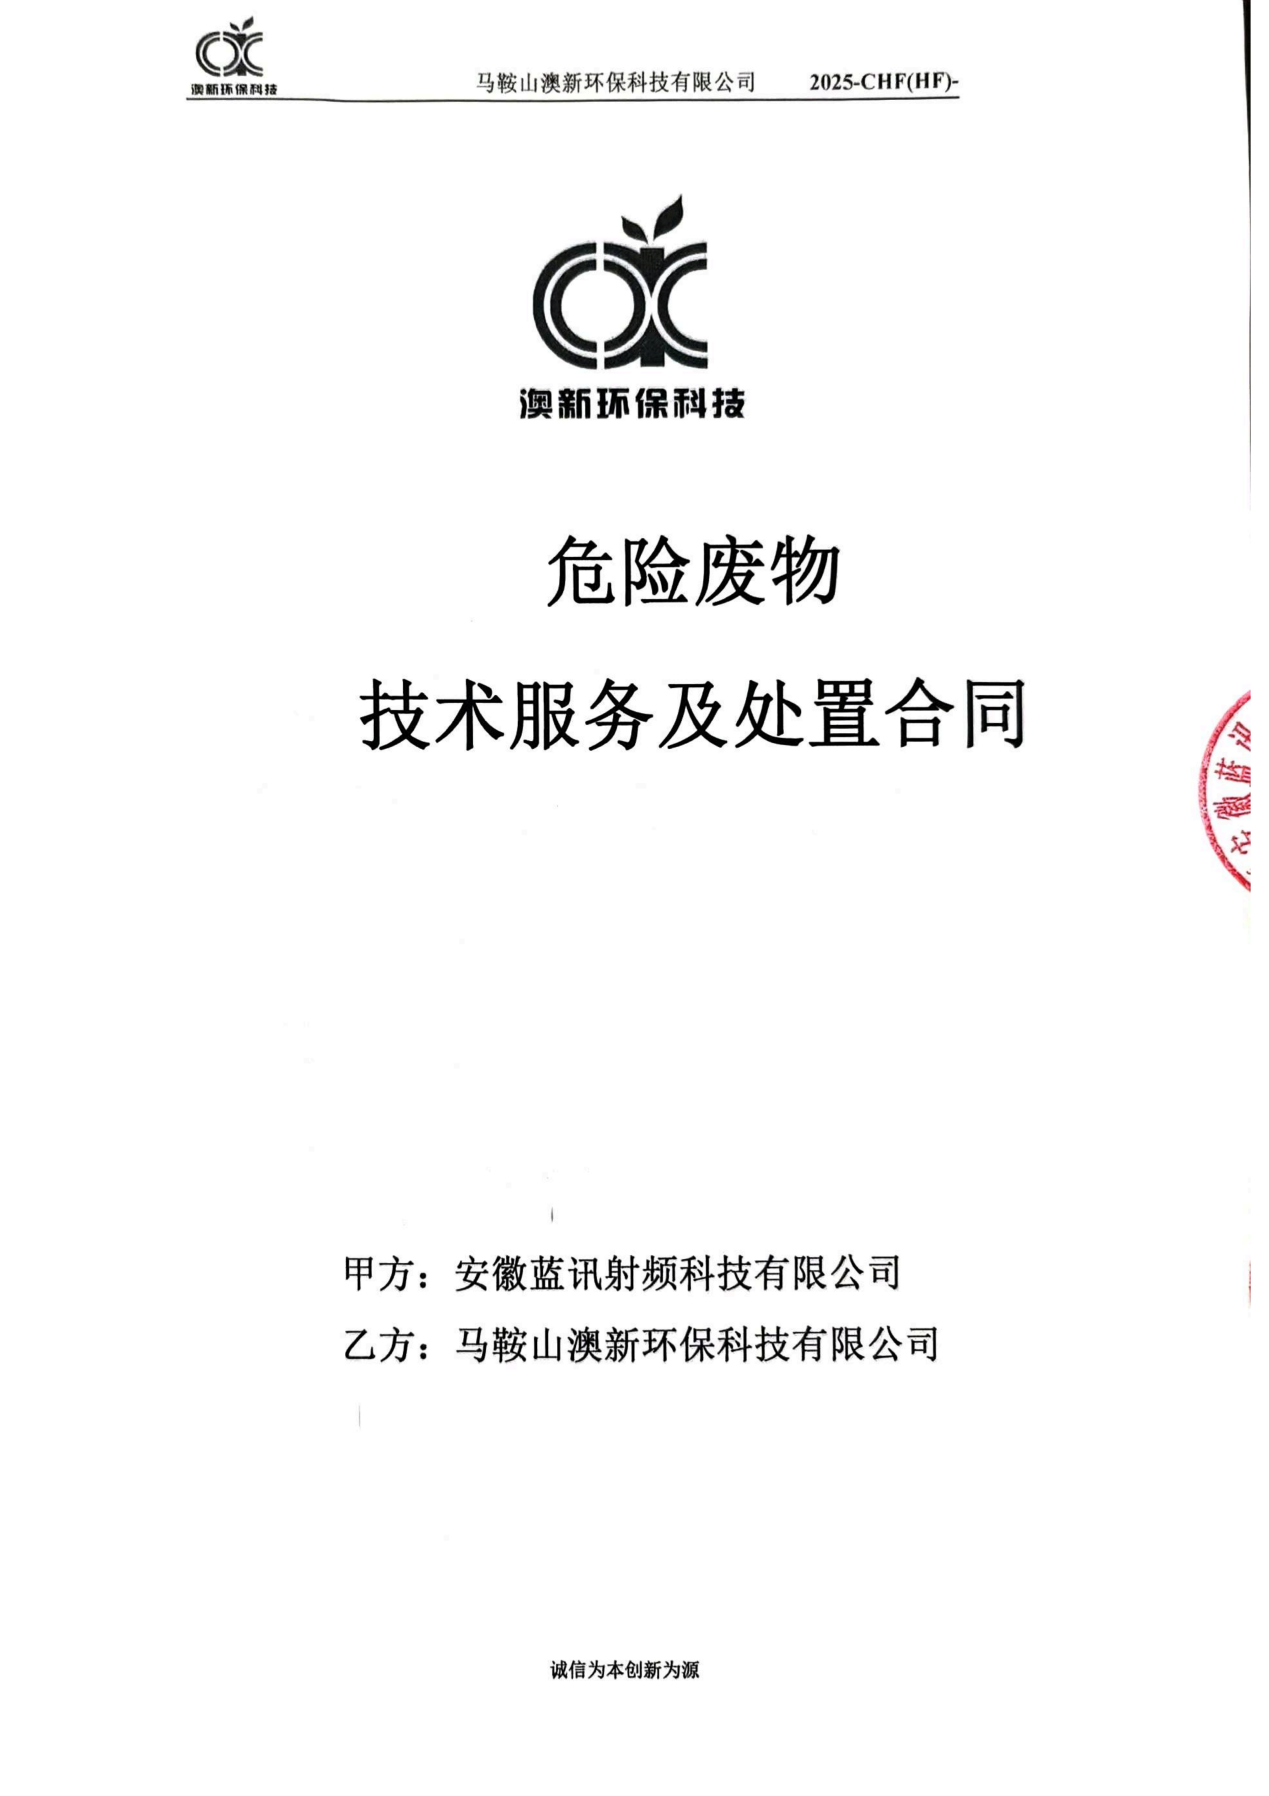 澳新环保科技
马鞍山澳新环保科技有限公司 2025-CHF(HF)-
澳新环保科技
危险废物
技术服务及处置合同
安徽蓝讯
甲方：安徽蓝讯射频科技有限公司
乙方：马鞍山澳新环保科技有限公司
诚信为本创新为源